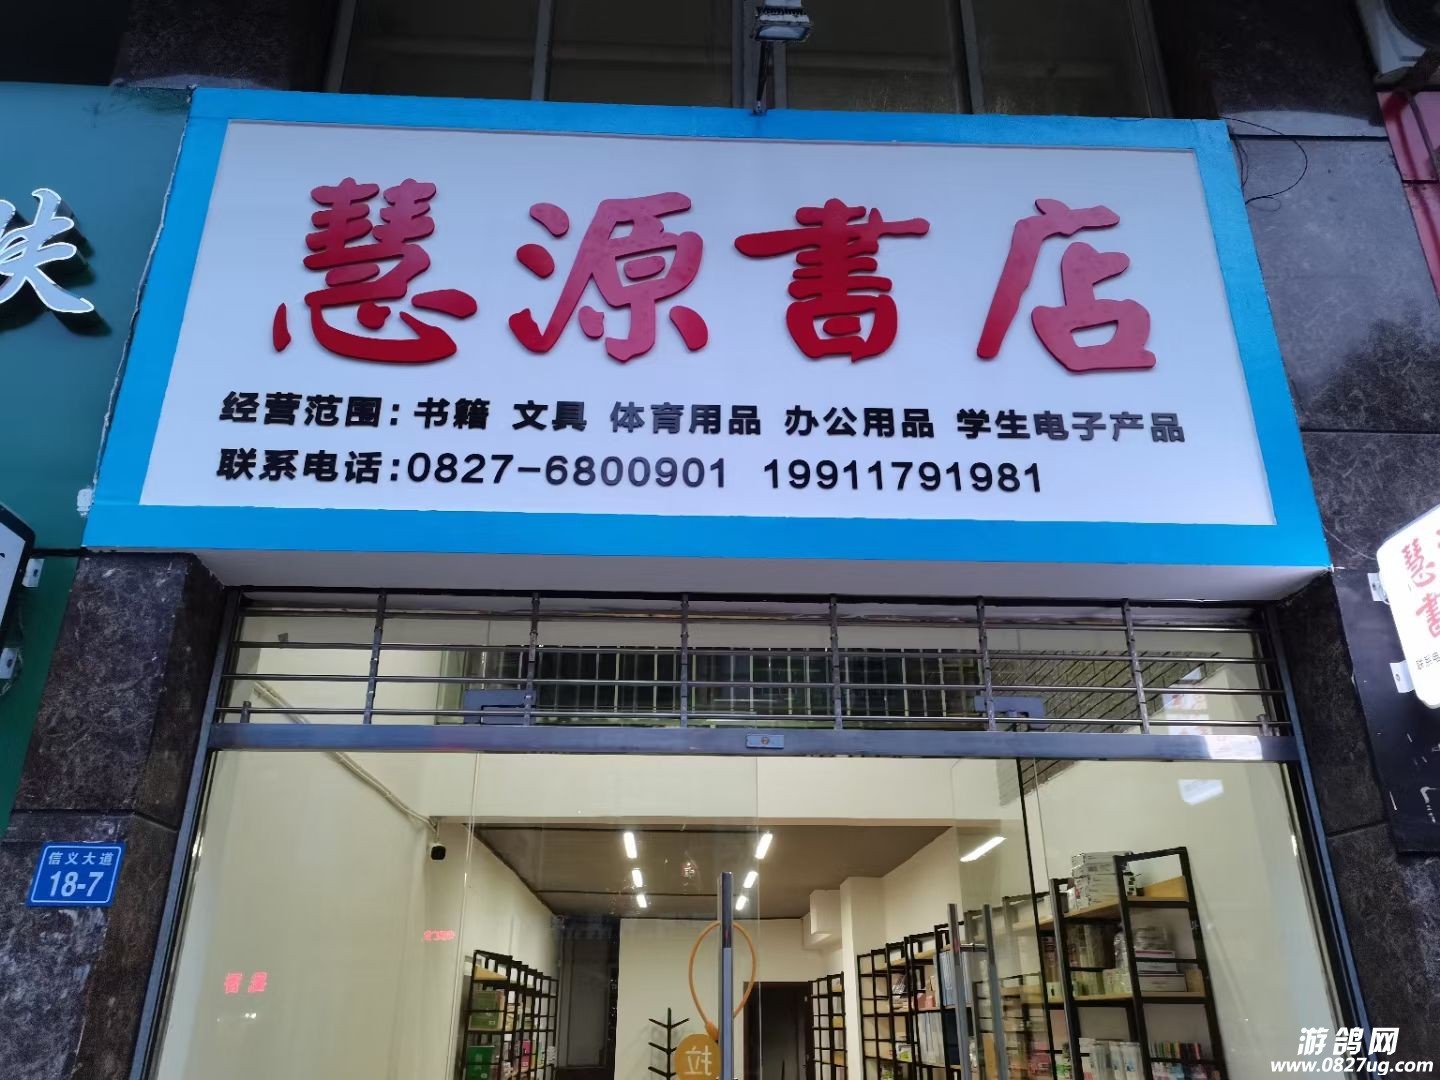 慧源書店
经营范围:书籍 文具 体育用品 办公用品 学生电子产品
联系电话:0827-6800901 19911791981
信义大道
18-7
慧
書
拉
游鸽网
www.0827ug.com